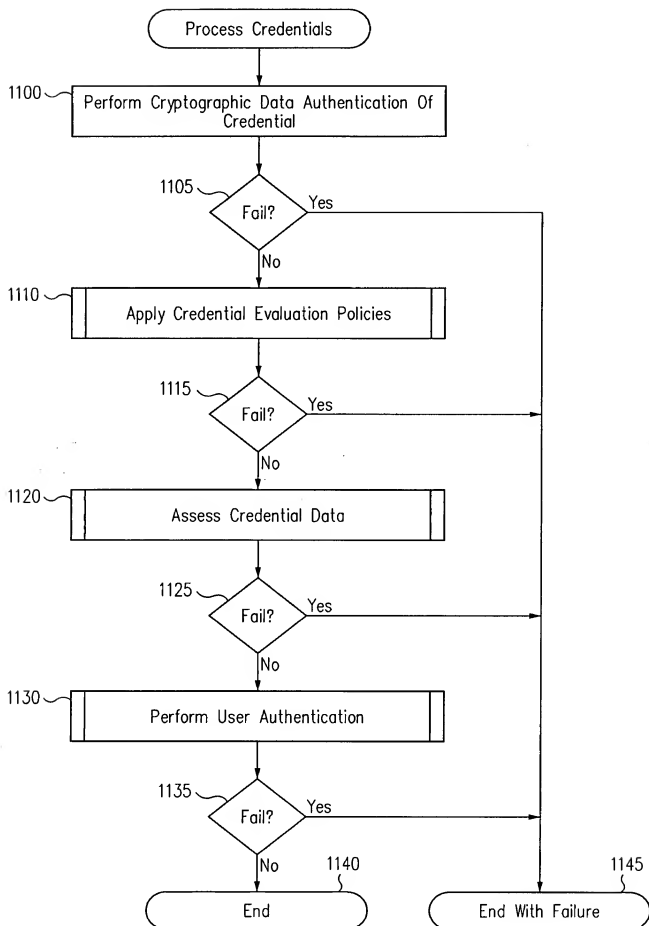 Process Credentials
1100
Perform Cryptographic Data Authentication Of
Credential
1105
Fail?
Yes
No
1110
Apply Credential Evaluation Policies
1115
Fail?
Yes
No
1120
Assess Credential Data
1125
Fail?
Yes
No
1130
Perform User Authentication
1135
Fail?
Yes
No
1140
End
1145
End With Failure